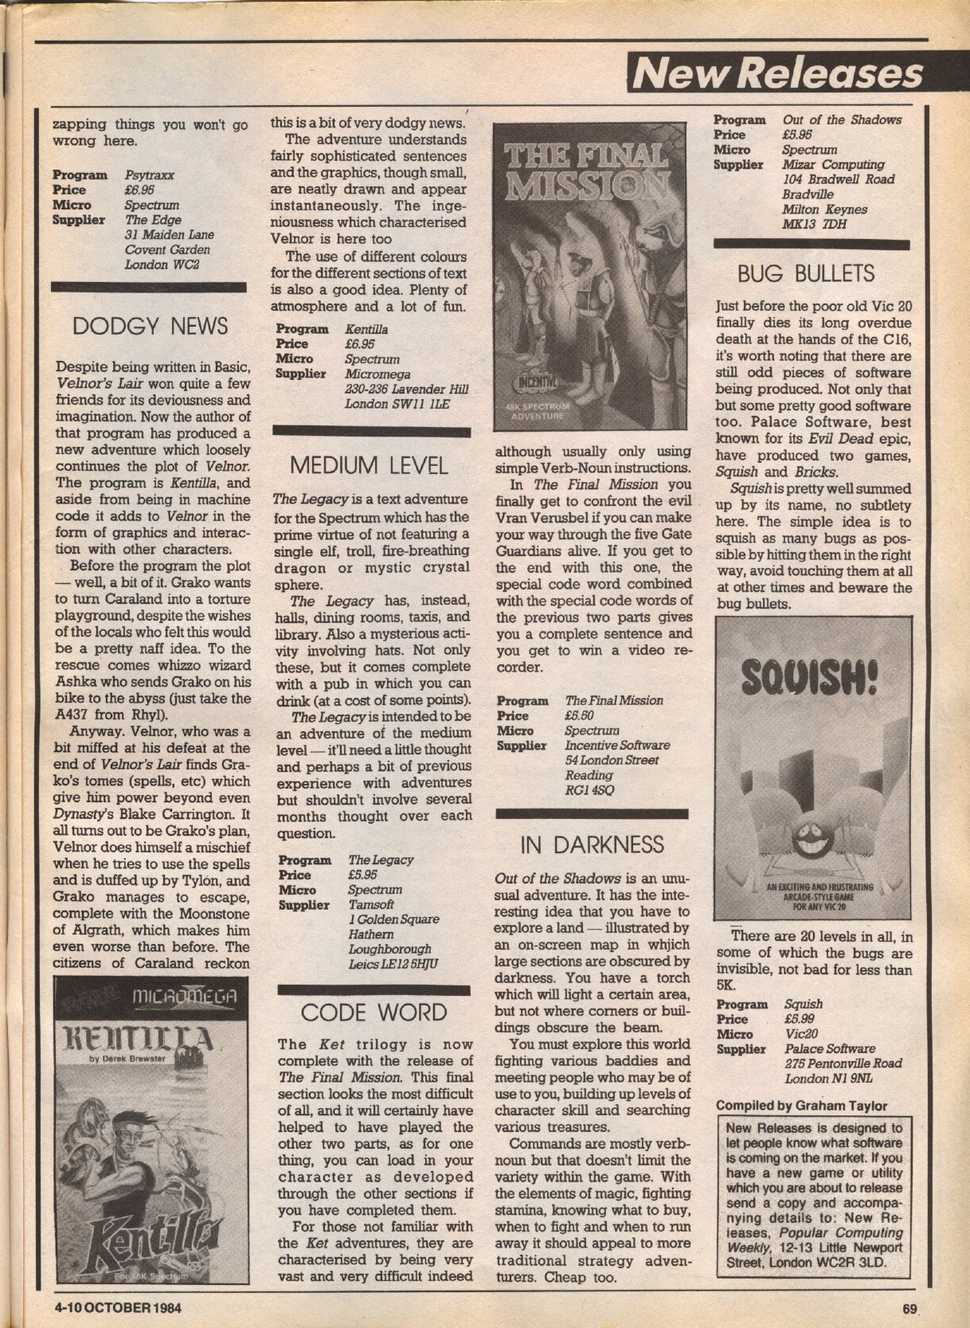 New Releases
zapping things you won't go
wrong here.
Program Psytraxx
Price £6.95
Micro Spectrum
Supplier The Edge
31 Maiden Lane
Covent Garden
London WC2
DODGY NEWS
Despite being written in Basic,
Velnor's Lair won quite a few
friends for its deviousness and
imagination. Now the author of
that program has produced a
new adventure which loosely
continues the plot of Velnor.
The program is Kentilla, and
aside from being in machine
code it adds to Velnor in the
form of graphics and interac-
tion with other characters.
Before the program the plot
— well, a bit of it. Grako wants
to turn Caraland into a torture
playground, despite the wishes
of the locals who felt this would
be a pretty naff idea. To the
rescue comes whizzo wizard
Ashka who sends Grako on his
bike to the abyss (just take the
A437 from Rhyl).
Anyway. Velnor, who was a
bit miffed at his defeat at the
end of Velnor's Lair finds Gra-
ko's tomes (spells, etc) which
give him power beyond even
Dynasty's Blake Carrington. It
all turns out to be Grako's plan,
Velnor does himself a mischief
when he tries to use the spells
and is duffed up by Tylon, and
Grako manages to escape,
complete with the Moonstone
of Algrath, which makes him
even worse than before. The
citizens of Caraland reckon
MICROMEGA
KENTILLA
by Derek Brewster
Kentilla
For 48K Spectrum
this is a bit of very dodgy news.
The adventure understands
fairly sophisticated sentences
and the graphics, though small,
are neatly drawn and appear
instantaneously. The inge-
niousness which characterised
Velnor is here too
The use of different colours
for the different sections of text
is also a good idea. Plenty of
atmosphere and a lot of fun.
Program Kentilla
Price £6.95
Micro Spectrum
Supplier Micromega
230-236 Lavender Hill
London SW11 1LE
MEDIUM LEVEL
The Legacy is a text adventure
for the Spectrum which has the
prime virtue of not featuring a
single elf, troll, fire-breathing
dragon or mystic crystal
sphere.
The Legacy has, instead,
halls, dining rooms, taxis, and
library. Also a mysterious acti-
vity involving hats. Not only
these, but it comes complete
with a pub in which you can
drink (at a cost of some points).
The Legacy is intended to be
an adventure of the medium
level — it'll need a little thought
and perhaps a bit of previous
experience with adventures
but shouldn't involve several
months thought over each
question.
Program The Legacy
Price £5.95
Micro Spectrum
Supplier Tamsoft
1 Golden Square
Hathern
Loughborough
Leics LE12 5HJU
CODE WORD
The Ket trilogy is now
complete with the release of
The Final Mission. This final
section looks the most difficult
of all, and it will certainly have
helped to have played the
other two parts, as for one
thing, you can load in your
character as developed
through the other sections if
you have completed them.
For those not familiar with
the Ket adventures, they are
characterised by being very
vast and very difficult indeed
THE FINAL
MISSION
INCENTIVE
48K SPECTRUM
ADVENTURE
although usually only using
simple Verb-Noun instructions.
In The Final Mission you
finally get to confront the evil
Vran Verusbel if you can make
your way through the five Gate
Guardians alive. If you get to
the end with this one, the
special code word combined
with the special code words of
the previous two parts gives
you a complete sentence and
you get to win a video re-
corder.
Program The Final Mission
Price £5.50
Micro Spectrum
Supplier Incentive Software
54 London Street
Reading
RG1 4SQ
IN DARKNESS
Out of the Shadows is an unu-
sual adventure. It has the inte-
resting idea that you have to
explore a land — illustrated by
an on-screen map in whjich
large sections are obscured by
darkness. You have a torch
which will light a certain area,
but not where corners or buil-
dings obscure the beam.
You must explore this world
fighting various baddies and
meeting people who may be of
use to you, building up levels of
character skill and searching
various treasures.
Commands are mostly verb-
noun but that doesn't limit the
variety within the game. With
the elements of magic, fighting
stamina, knowing what to buy,
when to fight and when to run
away it should appeal to more
traditional strategy adven-
turers. Cheap too.
Program Out of the Shadows
Price £5.95
Micro Spectrum
Supplier Mizar Computing
104 Bradwell Road
Bradville
Milton Keynes
MK13 7DH
BUG BULLETS
Just before the poor old Vic 20
finally dies its long overdue
death at the hands of the C16,
it's worth noting that there are
still odd pieces of software
being produced. Not only that
but some pretty good software
too. Palace Software, best
known for its Evil Dead epic,
have produced two games,
Squish and Bricks.
Squish is pretty well summed
up by its name, no subtlety
here. The simple idea is to
squish as many bugs as pos-
sible by hitting them in the right
way, avoid touching them at all
at other times and beware the
bug bullets.
SQUISH!
AN EXCITING AND FRUSTRATING
ARCADE-STYLE GAME
FOR ANY VIC 20
There are 20 levels in all, in
some of which the bugs are
invisible, not bad for less than
5K.
Program Squish
Price £5.99
Micro Vic20
Supplier Palace Software
275 Pentonville Road
London N1 9NL
Compiled by Graham Taylor
New Releases is designed to
let people know what software
is coming on the market. If you
have a new game or utility
which you are about to release
send a copy and accompa-
nying details to: New Re-
leases, Popular Computing
Weekly, 12-13 Little Newport
Street, London WC2R 3LD.
4-10 OCTOBER 1984
69